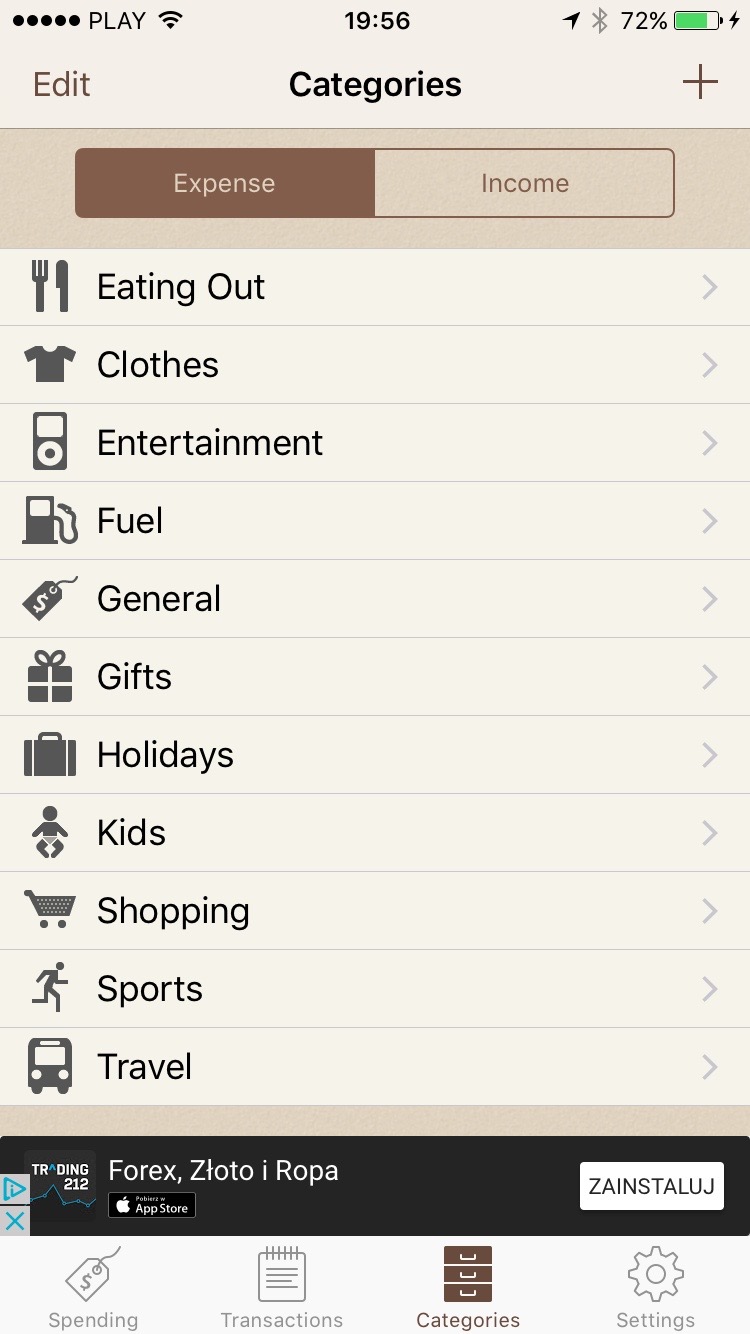 PLAY 19:56 72%
Edit Categories
Expense Income
Eating Out
Clothes
Entertainment
Fuel
General
Gifts
Holidays
Kids
Shopping
Sports
Travel
TRADING
212
Forex, Złoto i Ropa
Pobierz w
App Store
ZAINSTALUJ
Spending Transactions Categories Settings